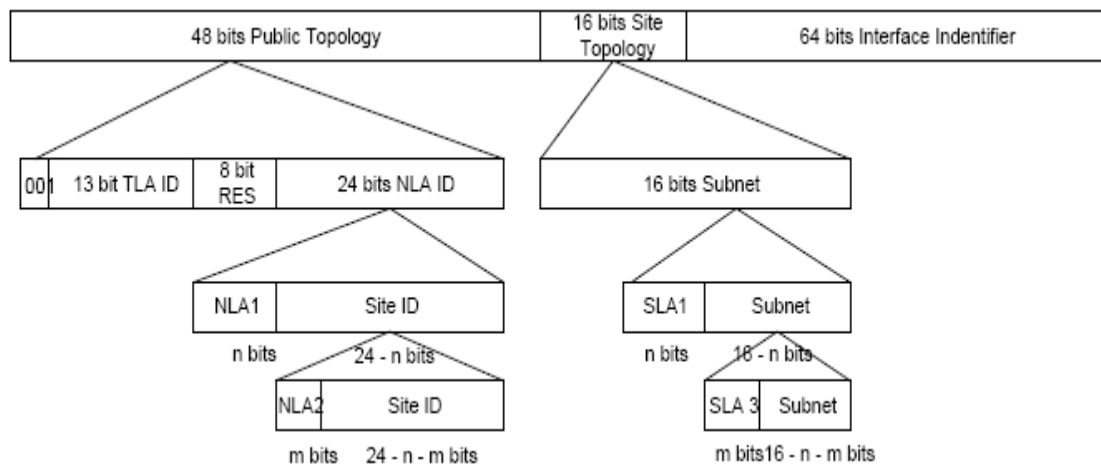 48 bits Public Topology
16 bits Site
Topology
64 bits Interface Indentifier
001
13 bit TLA ID
8 bit
RES
24 bits NLA ID
16 bits Subnet
NLA1
Site ID
SLA1
Subnet
n bits
24 - n bits
n bits
16 - n bits
NLA2
Site ID
SLA 3
Subnet
m bits
24 - n - m bits
m bits
16 - n - m bits